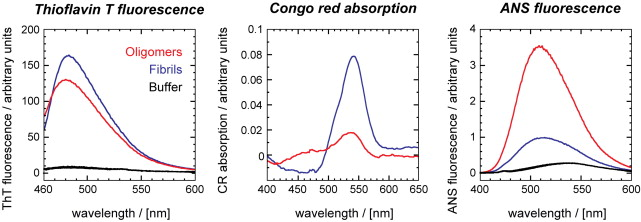 Thioflavin T fluorescence
ThT fluorescence / arbitrary units
200
150
100
50
0
Oligomers
Fibrils
Buffer
460 500 550 600
wavelength / [nm]
Congo red absorption
CR absorption / arbitrary units
0.1
0.08
0.06
0.04
0.02
0
400 450 500 550 600 650
wavelength / [nm]
ANS fluorescence
ANS fluorescence / arbitrary units
4
3
2
1
0
400 450 500 550 600
wavelength / [nm]